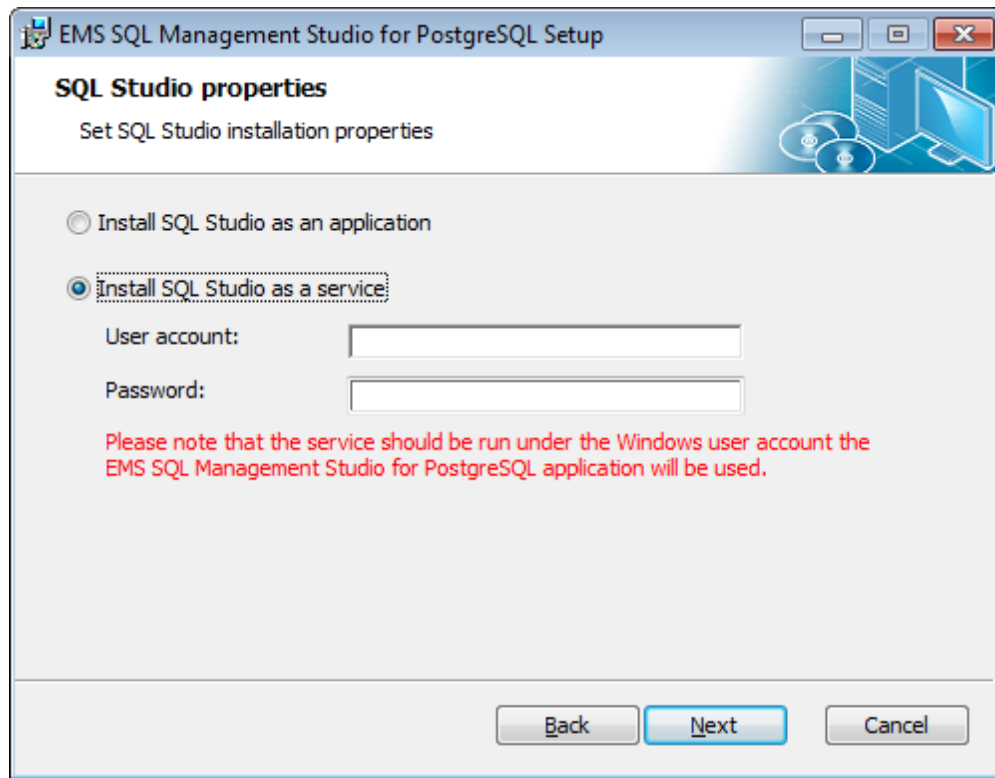 EMS SQL Management Studio for PostgreSQL Setup
SQL Studio properties
Set SQL Studio installation properties
Install SQL Studio as an application
Install SQL Studio as a service
User account:
Password:
Please note that the service should be run under the Windows user account the
EMS SQL Management Studio for PostgreSQL application will be used.
Back Next Cancel